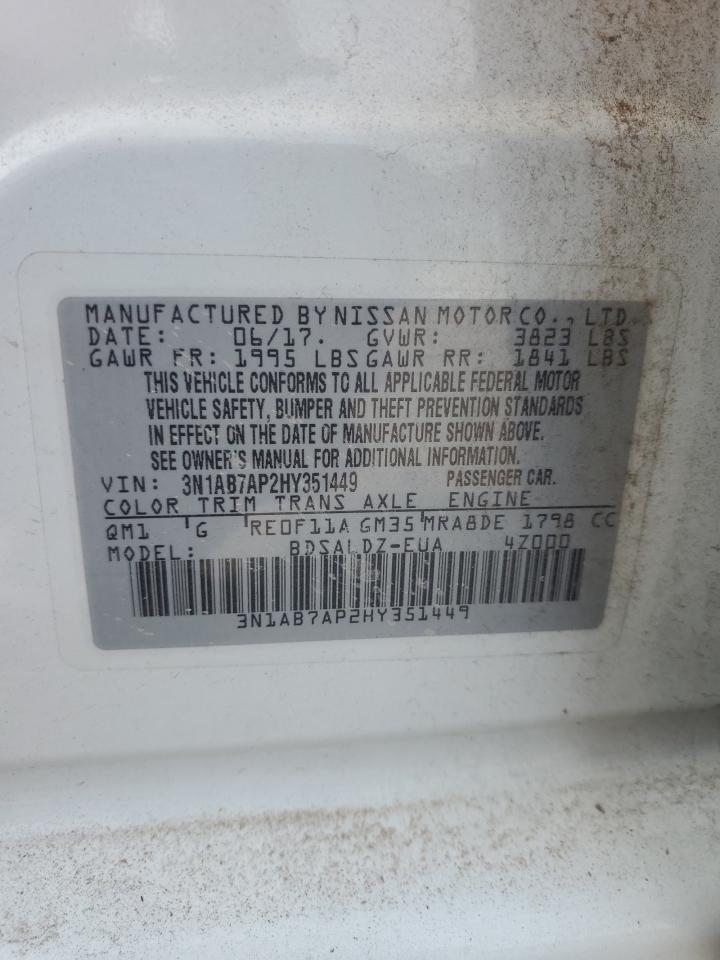 MANUFACTURED BY NISSAN MOTOR CO., LTD.
DATE: 06/17. GVWR: 3823 LBS
GAWR FR: 1995 LBS GAWR RR: 1841 LBS
THIS VEHICLE CONFORMS TO ALL APPLICABLE FEDERAL MOTOR
VEHICLE SAFETY, BUMPER AND THEFT PREVENTION STANDARDS
IN EFFECT ON THE DATE OF MANUFACTURE SHOWN ABOVE.
SEE OWNER'S MANUAL FOR ADDITIONAL INFORMATION.
VIN: 3N1AB7AP2HY351449 PASSENGER CAR.
COLOR TRIM TRANS AXLE ENGINE
QM1 G RE0F11A GM35 MRA8DE 1798 CC
MODEL: BDSALDZ-EUA 4Z000
3N1AB7AP2HY351449